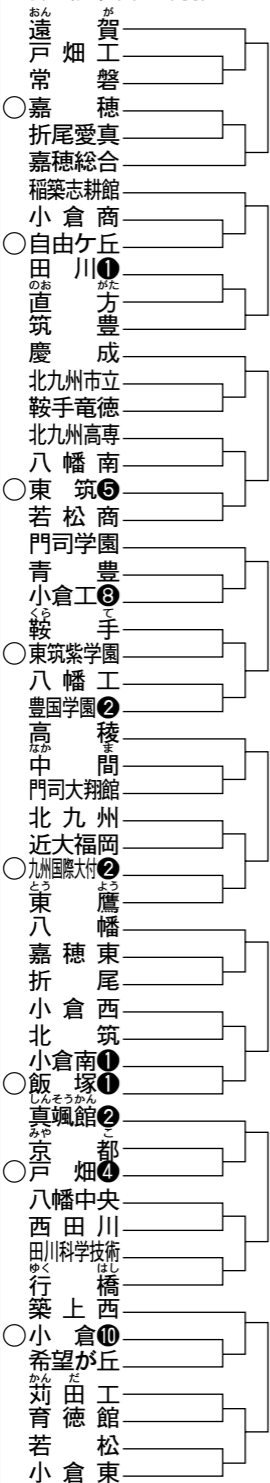 遠賀
戸畑工
常磐
○嘉穂
折尾愛真
嘉穂総合
稲築志耕館
小倉商
○自由ケ丘
田川❶
直方
筑豊
慶成
北九州市立
鞍手竜徳
北九州高専
八幡南
○東筑❺
若松商
門司学園
青豊
小倉工❽
鞍手
○東筑紫学園
八幡工
豊国学園❷
高稜
中間
門司大翔館
北九州
近大福岡
○九州国際大付❷
東鷹
八幡
嘉穂東
折尾
小倉西
北筑
小倉南❶
○飯塚❶
真颯館❷
京都
○戸畑❹
八幡中央
西田川
田川科学技術
行橋
築上西
○小倉❿
希望が丘
苅田工
育徳館
若松
小倉東